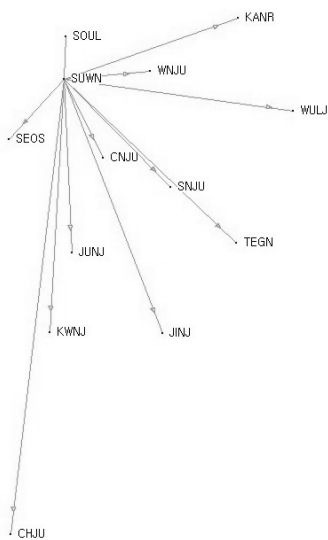 KANR
SOUL
WNJU
SUWN
WULJ
SEOS
CNJU
SNJU
TEGN
JUNJ
KWNJ
JINJ
CHJU